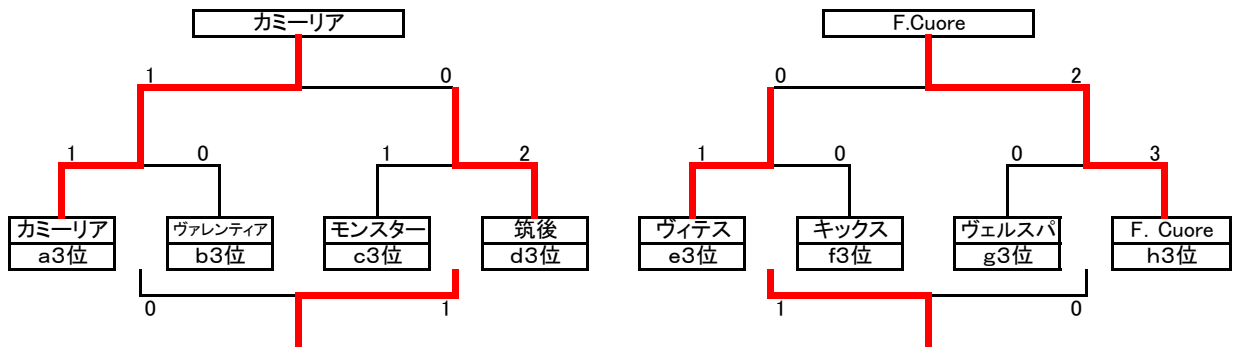 カミーリア F.Cuore
1 0 0 2
1 0 1 2 1 0 0 3
カミーリア ヴァレンティア モンスター 筑後 ヴィテス キックス ヴェルスパ F. Cuore
a3位 b3位 c3位 d3位 e3位 f3位 g3位 h3位
0 1 1 0